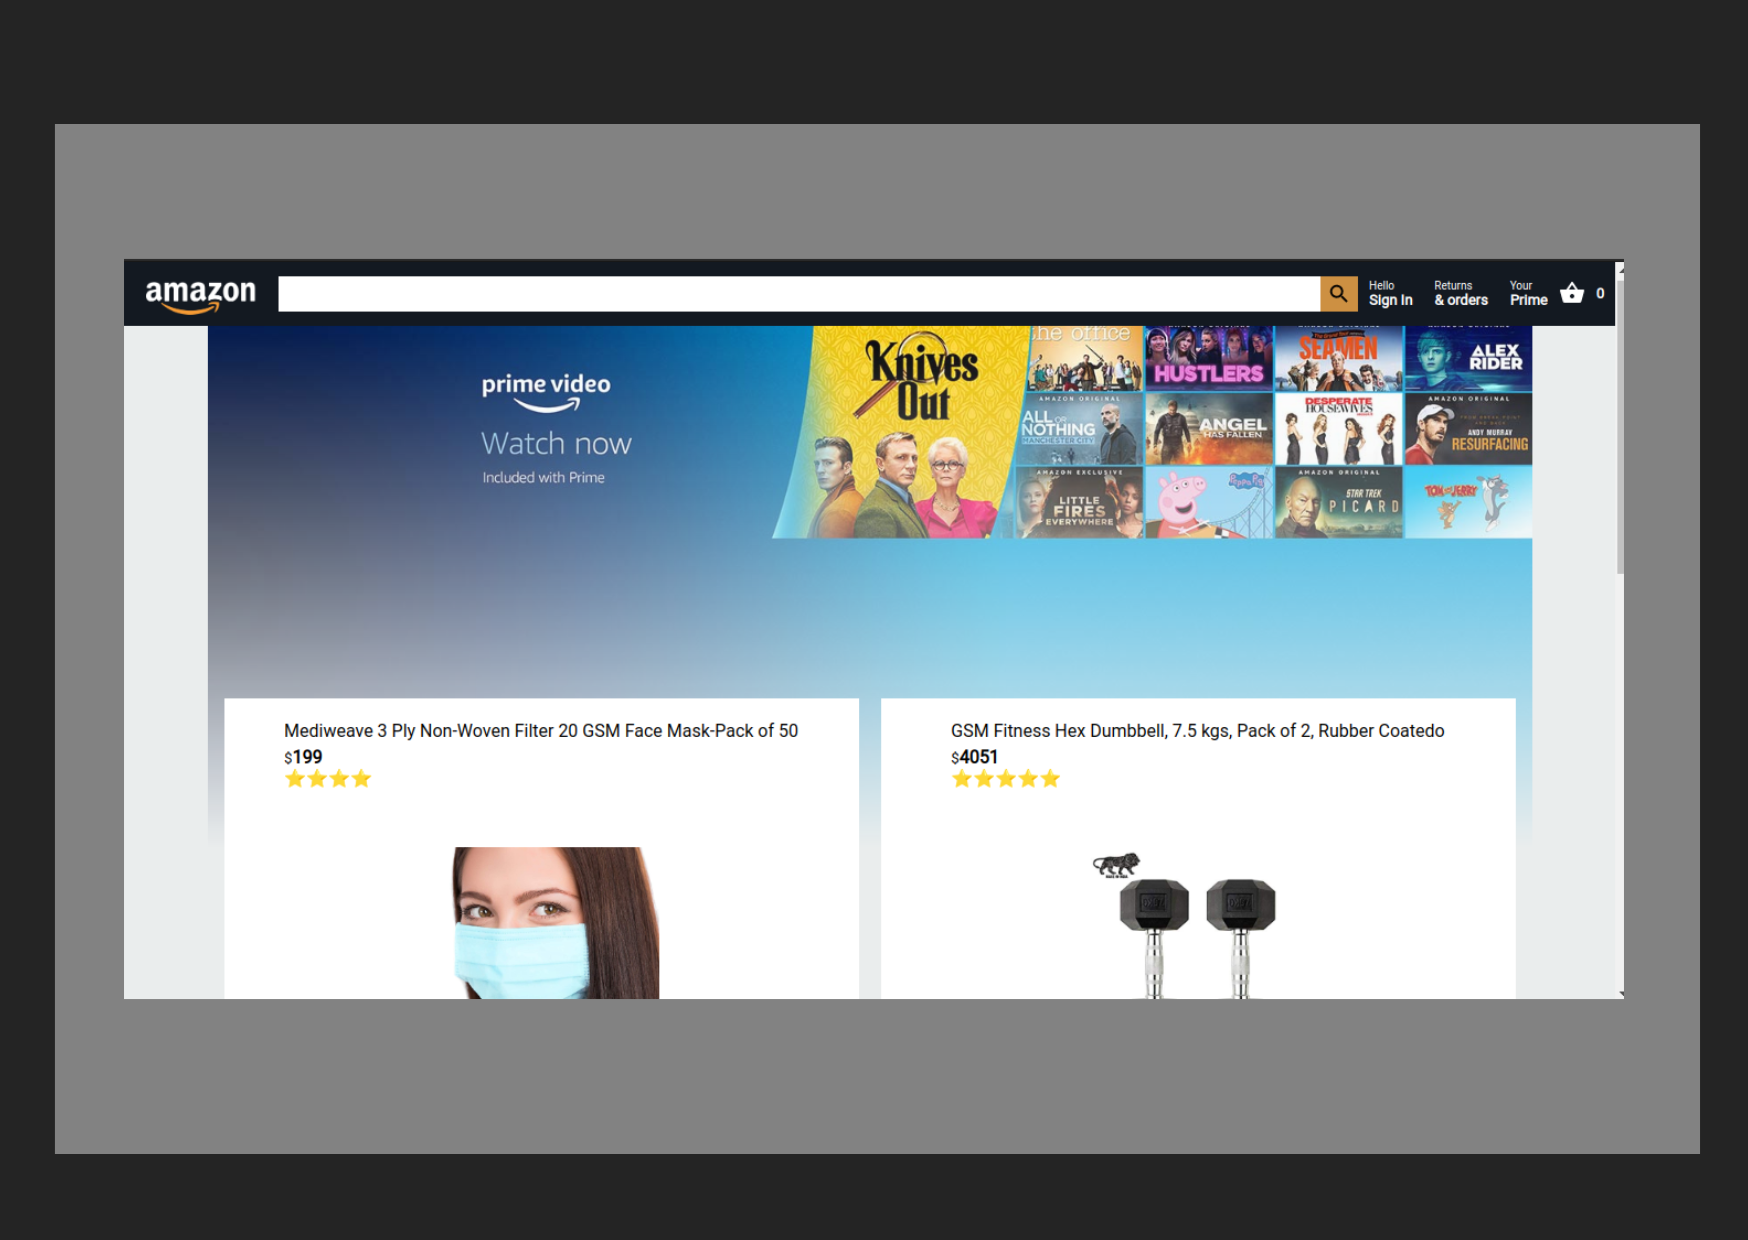 amazon
Hello
Sign In
Returns
& orders
Your
Prime
0
prime video
Watch now
Included with Prime
Knives
Out
the office
HUSTLERS
SEAMEN
ALEX
RIDER
AMAZON ORIGINAL
ALL OR
NOTHING
MANCHESTER CITY
ANGEL
HAS FALLEN
DESPERATE
HOUSEWIVES
AMAZON ORIGINAL
ANDY MURRAY
RESURFACING
AMAZON EXCLUSIVE
LITTLE
FIRES
EVERYWHERE
Peppa Pig
AMAZON ORIGINAL
STAR TREK
PICARD
TOM AND JERRY
Mediweave 3 Ply Non-Woven Filter 20 GSM Face Mask-Pack of 50
$199
GSM Fitness Hex Dumbbell, 7.5 kgs, Pack of 2, Rubber Coatedo
$4051